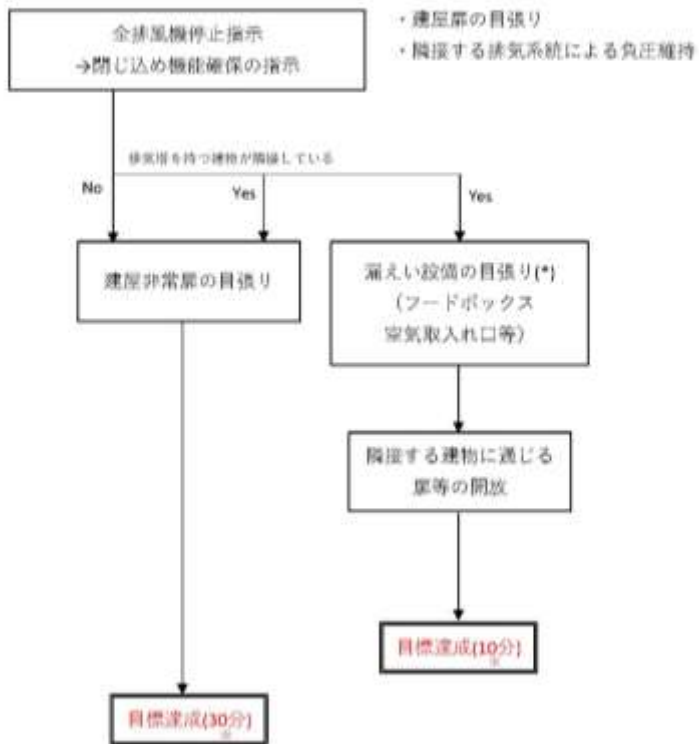 全排風機停止指示
→閉じ込め機能確保の指示
・建屋扉の目張り
・隣接する排気系統による負圧維持
排気塔を持つ建物が隣接している
No
Yes
Yes
建屋非常扉の目張り
漏えい設備の目張り(*)
(フードボックス
空気取入れ口等)
隣接する建物に通じる
扉等の開放
目標達成(10分)
※
目標達成(30分)
※